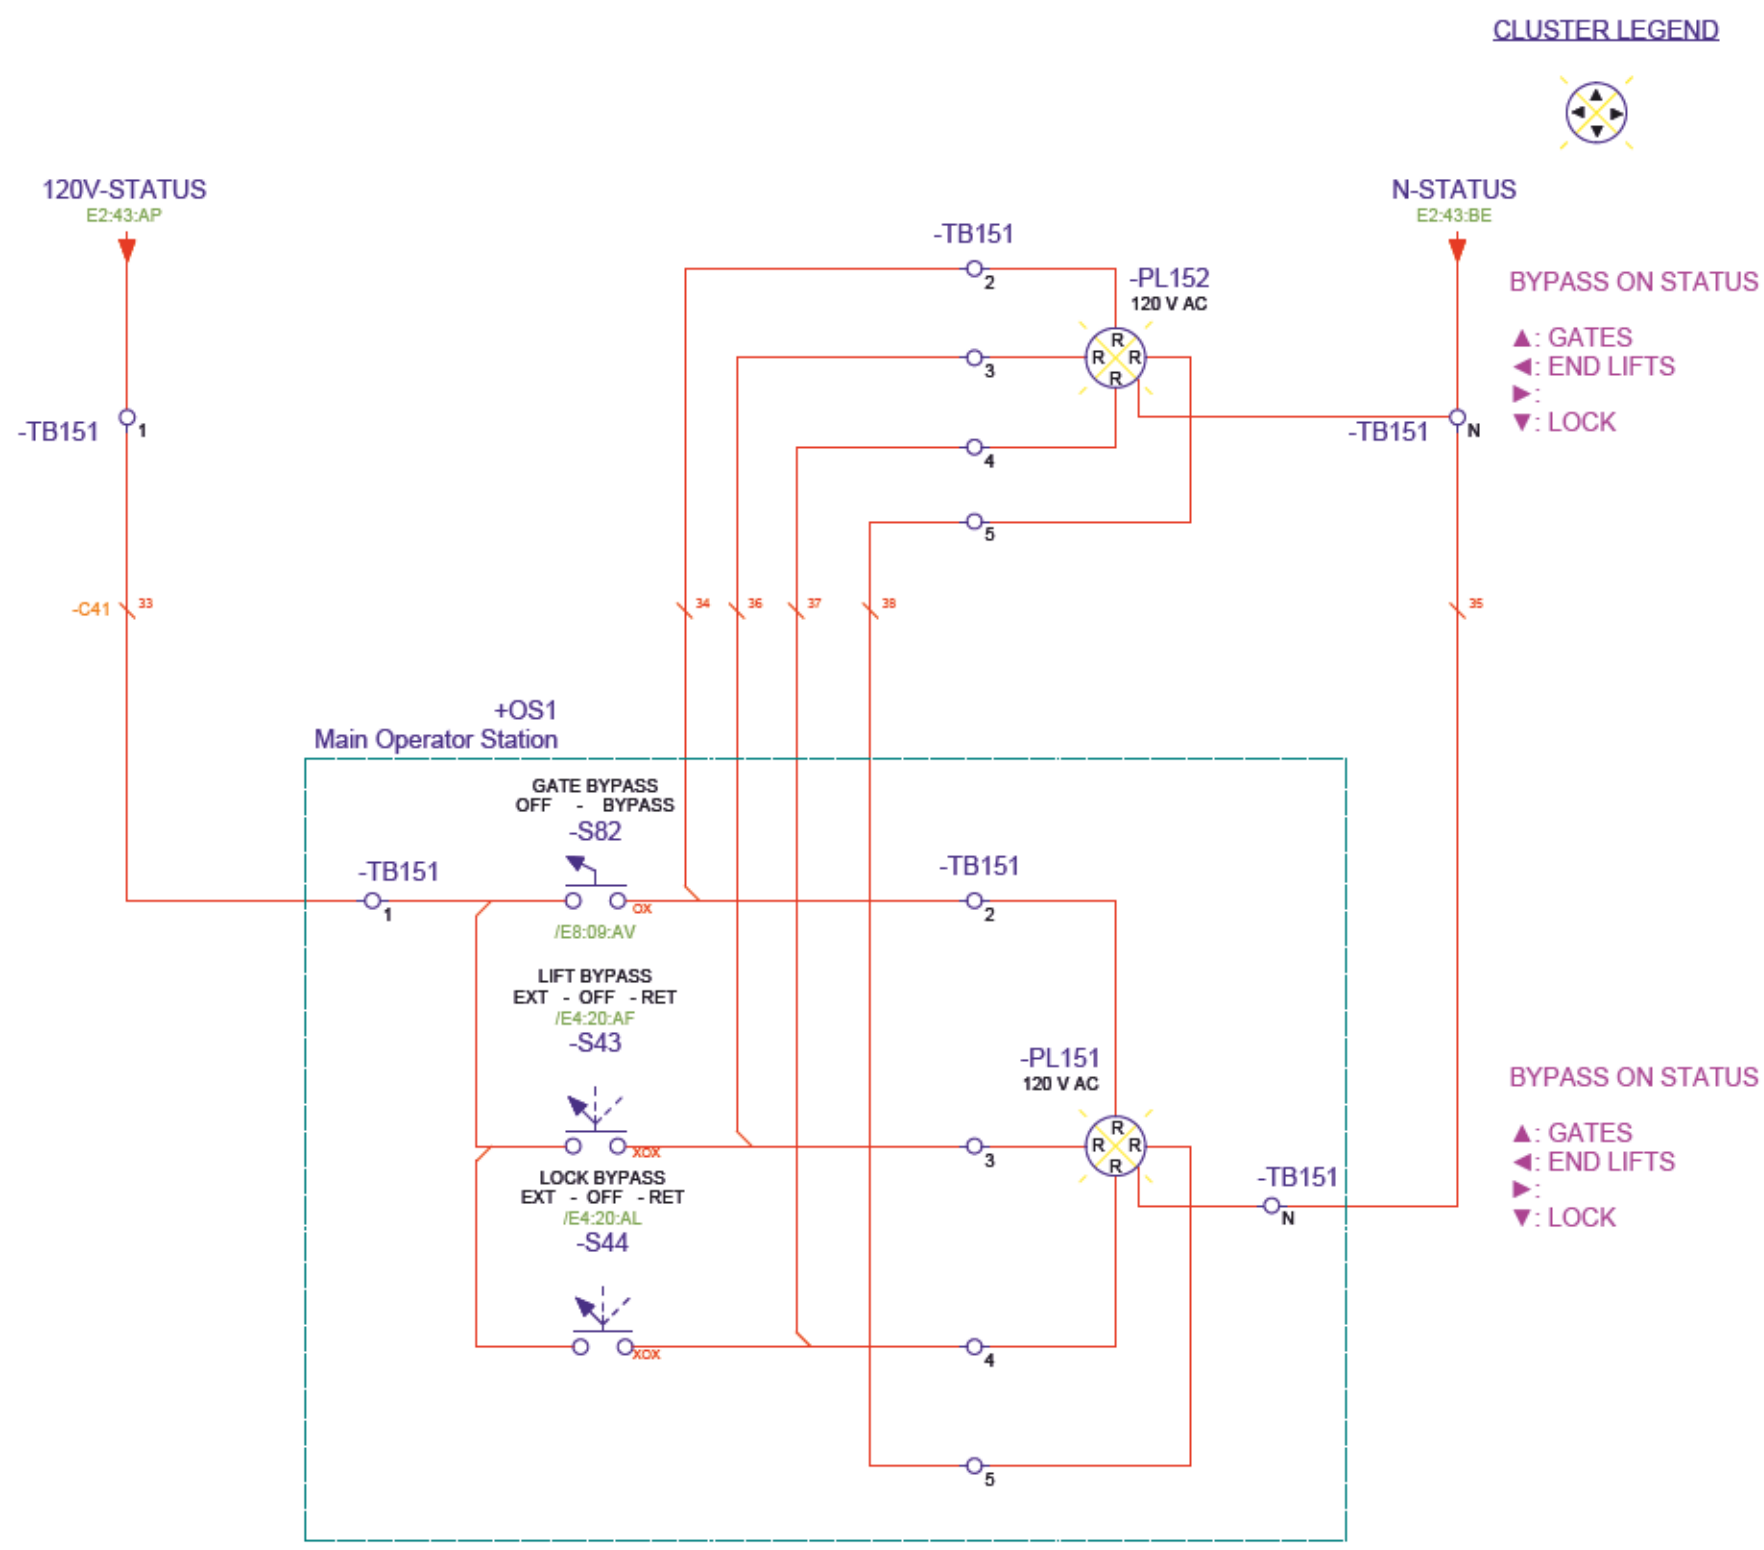 CLUSTER LEGEND
120V-STATUS
E2:43:AP
N-STATUS
E2:43:BE
-TB151
2
-PL152
120 V AC
R
R R
R
3
4
5
BYPASS ON STATUS
▲: GATES
◄: END LIFTS
►:
▼: LOCK
-TB151
1
-TB151
N
-C41
33
34
36
37
38
35
+OS1
Main Operator Station
GATE BYPASS
OFF - BYPASS
-S82
-TB151
1
OX
/E8:09:AV
-TB151
2
LIFT BYPASS
EXT - OFF - RET
/E4:20:AF
-S43
XOX
-PL151
120 V AC
R
R R
R
3
-TB151
N
BYPASS ON STATUS
▲: GATES
◄: END LIFTS
►:
▼: LOCK
LOCK BYPASS
EXT - OFF - RET
/E4:20:AL
-S44
XOX
4
5